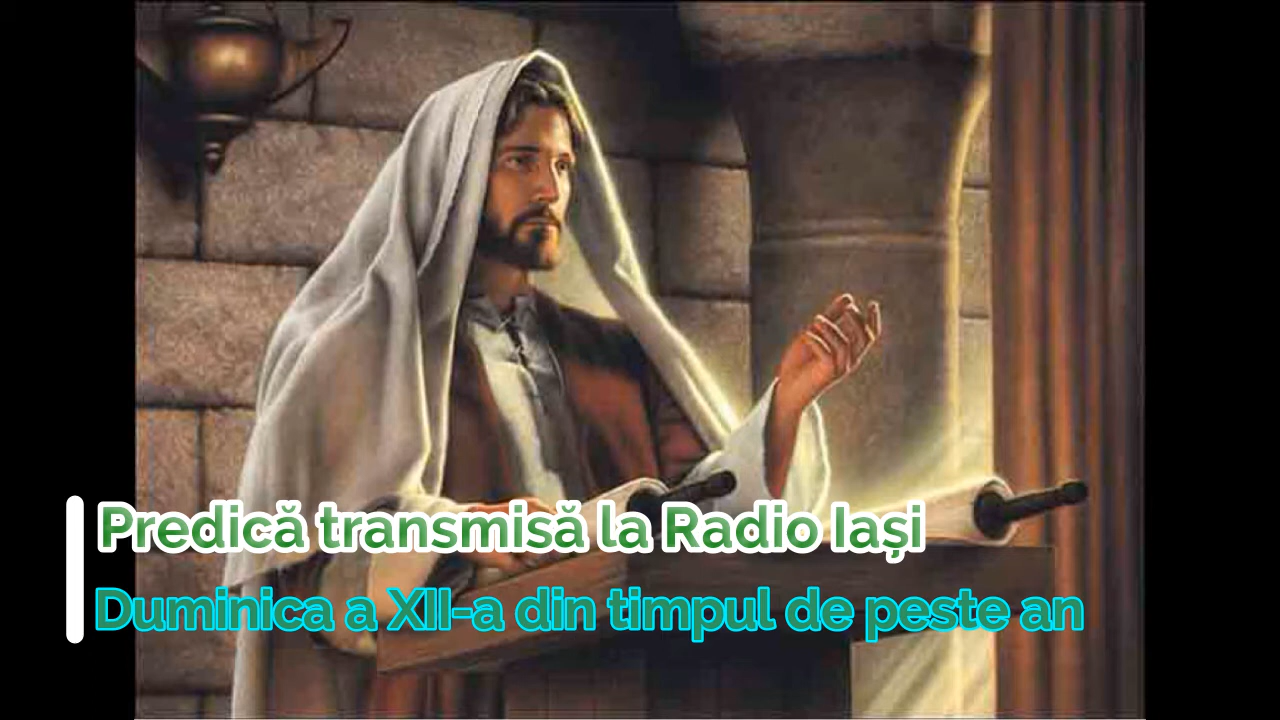 Predică transmisă la Radio Iași
Duminica a XII-a din timpul de peste an